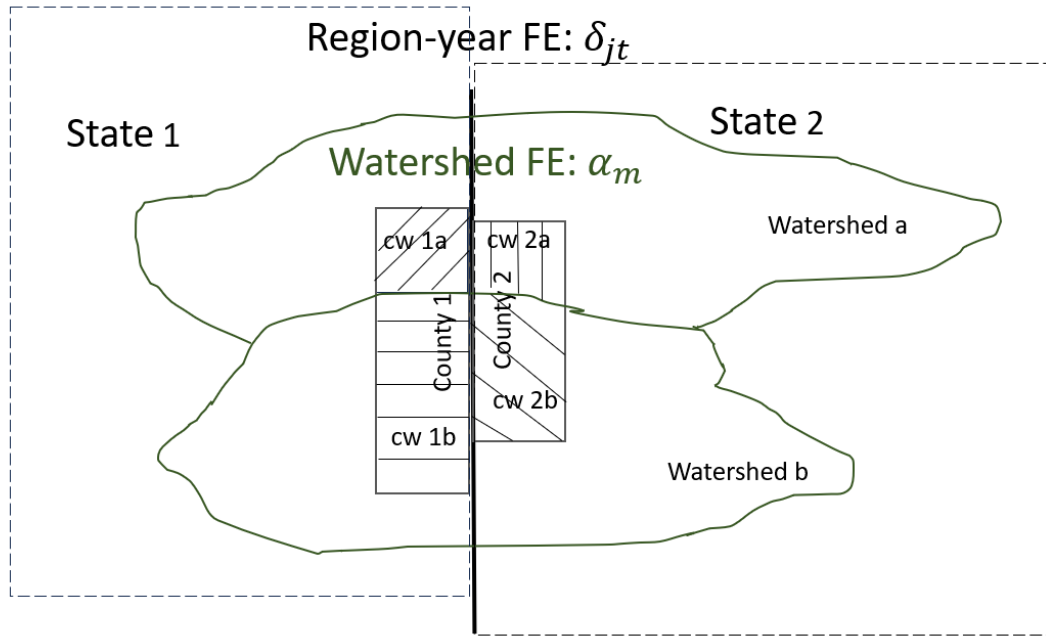 Region-year FE: δjt
State 1
State 2
Watershed FE: αm
Watershed a
cw 1a
cw 2a
County 1
County 2
cw 2b
cw 1b
Watershed b